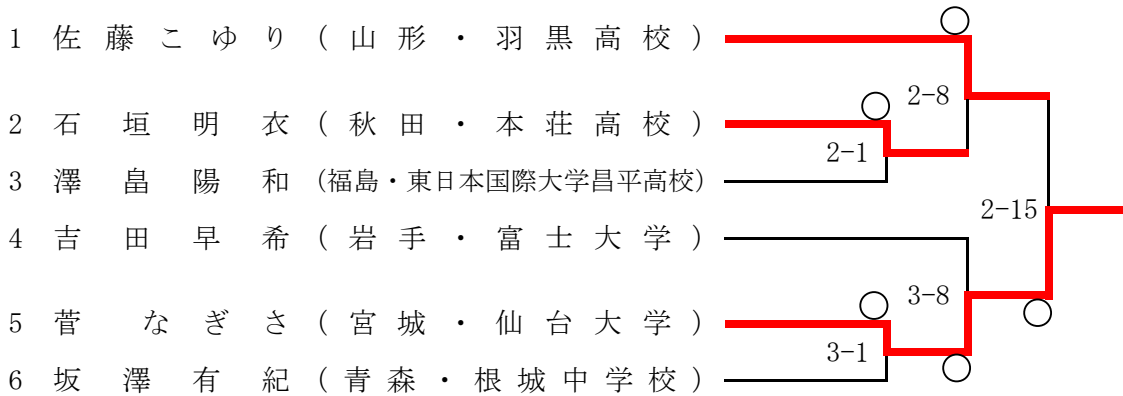 1 佐藤こゆり(山形・羽黒高校)
2-8
2 石垣明衣(秋田・本荘高校)
2-1
3 澤畠陽和(福島・東日本国際大学昌平高校)
2-15
4 吉田早希(岩手・富士大学)
3-8
5 菅なぎさ(宮城・仙台大学)
3-1
6 坂澤有紀(青森・根城中学校)